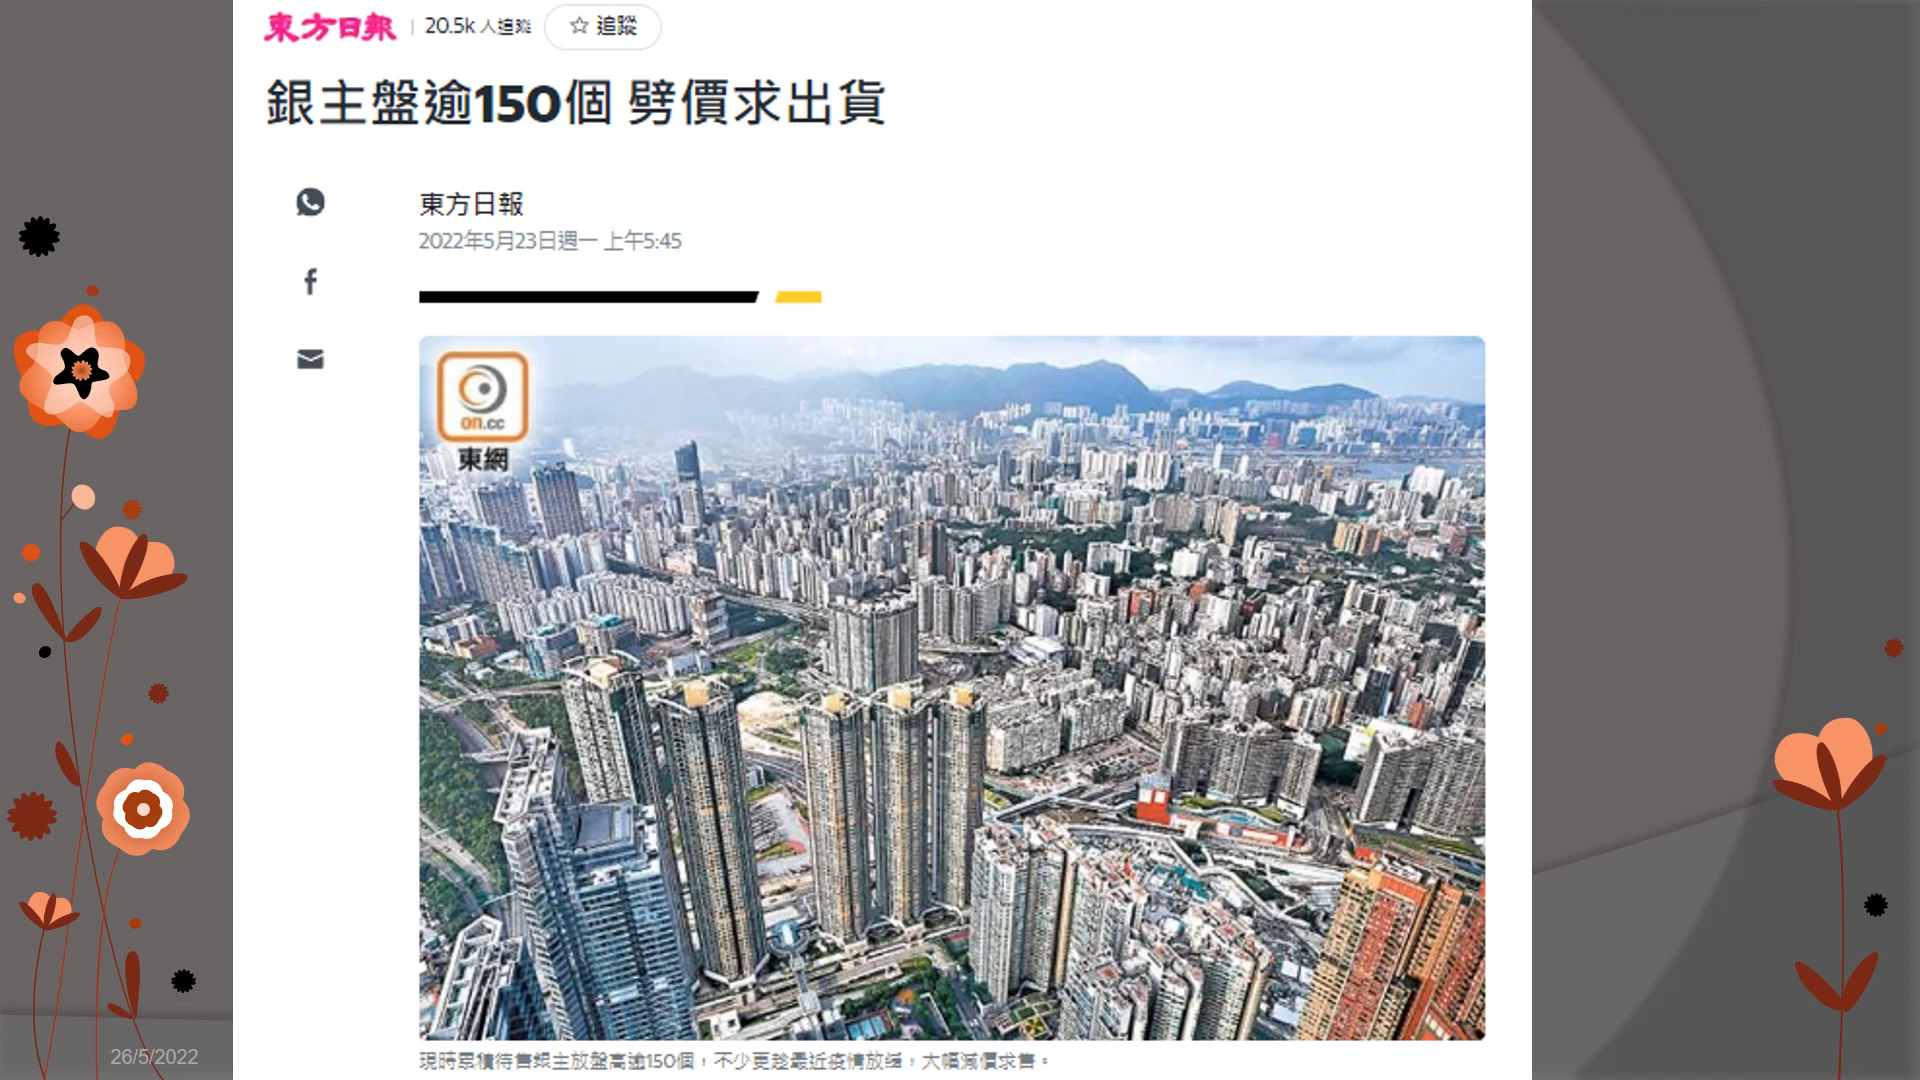 東方日報 | 20.5k 人追蹤 ☆ 追蹤
銀主盤逾150個 劈價求出貨
東方日報
2022年5月23日週一 上午5:45
on.cc
東網
現時累積待售銀主放盤高逾150個，不少更趁最近疫情放緩，大幅減價求售。
26/5/2022